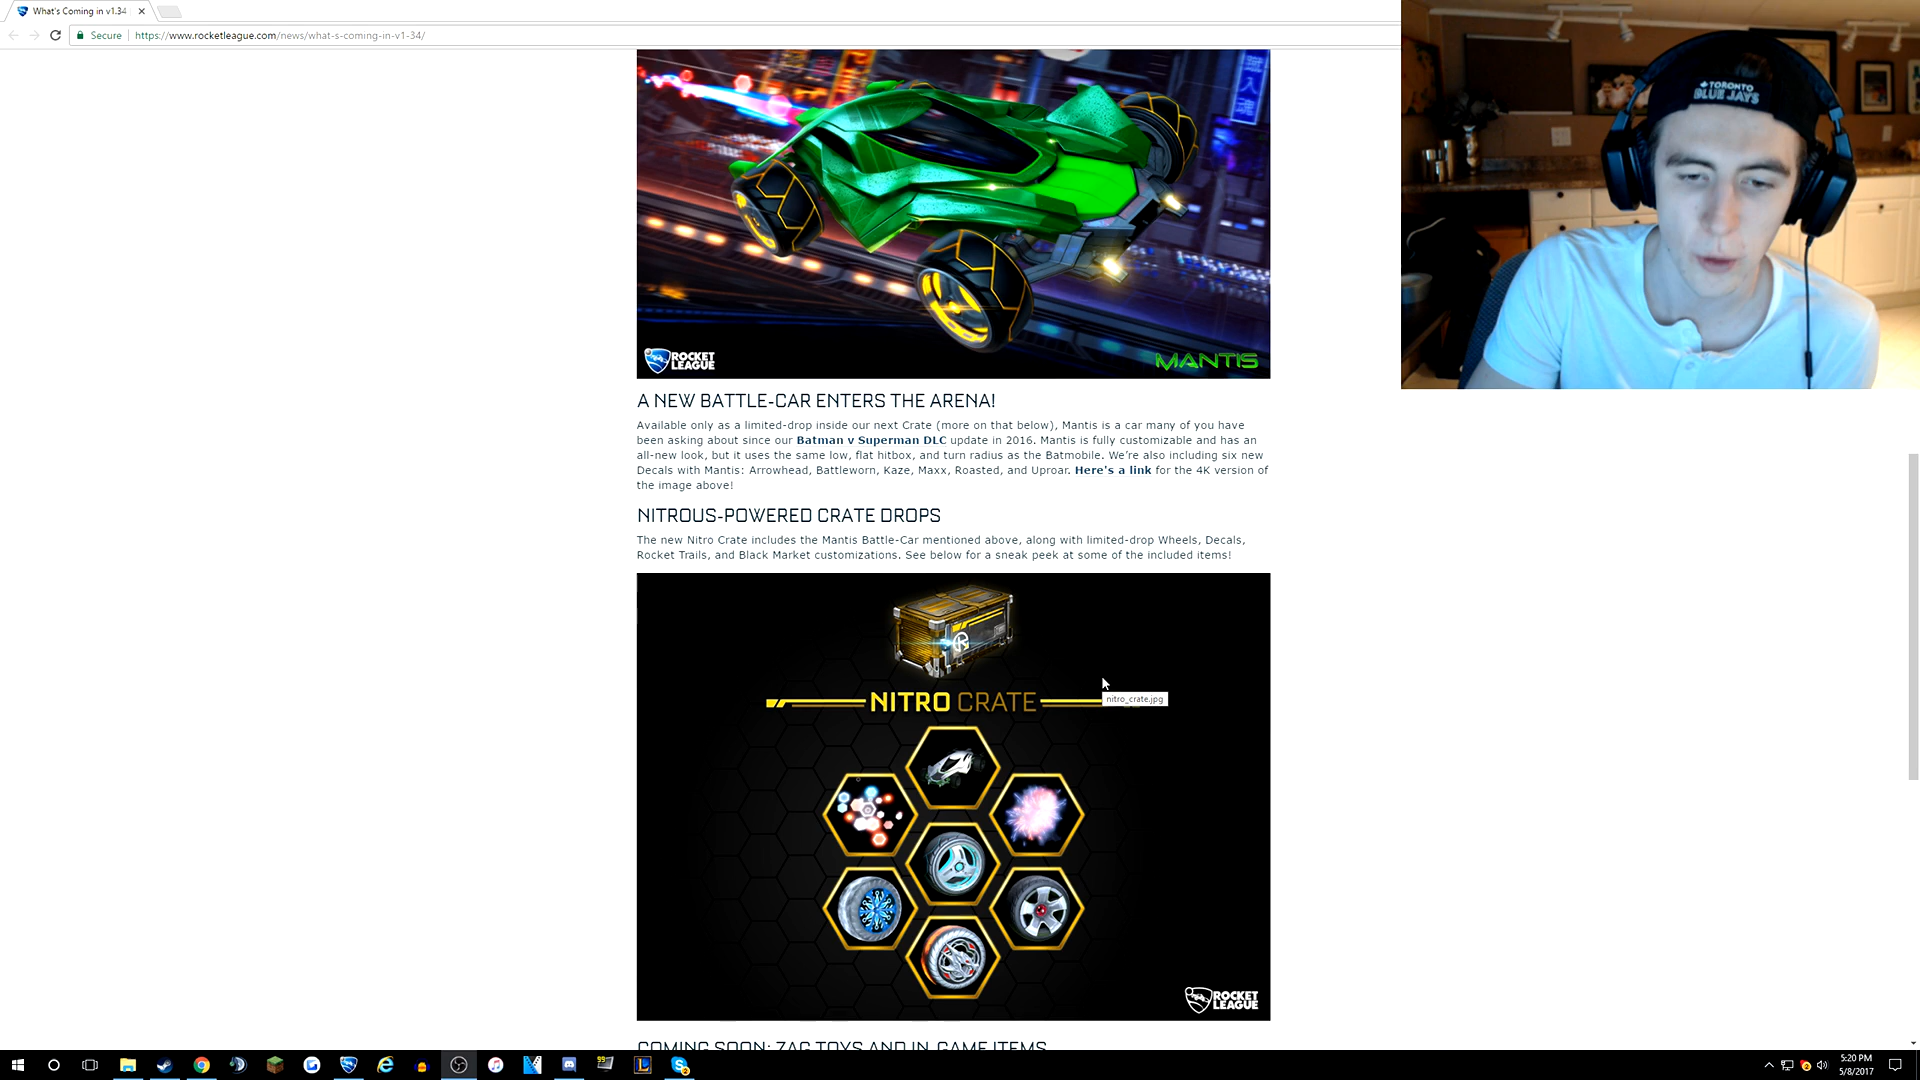 What's Coming in v1.34
Secure
https://www.rocketleague.com/news/what-s-coming-in-v1-34/
TORONTO
BLUE JAYS
ROCKET
LEAGUE
MANTIS
A NEW BATTLE-CAR ENTERS THE ARENA!
Available only as a limited-drop inside our next Crate (more on that below), Mantis is a car many of you have
been asking about since our Batman v Superman DLC update in 2016. Mantis is fully customizable and has an
all-new look, but it uses the same low, flat hitbox, and turn radius as the Batmobile. We're also including six new
Decals with Mantis: Arrowhead, Battleworn, Kaze, Maxx, Roasted, and Uproar. Here's a link for the 4K version of
the image above!
NITROUS-POWERED CRATE DROPS
The new Nitro Crate includes the Mantis Battle-Car mentioned above, along with limited-drop Wheels, Decals,
Rocket Trails, and Black Market customizations. See below for a sneak peek at some of the included items!
NITRO CRATE
nitro_crate.jpg
ROCKET
LEAGUE
COMING SOON: ZAG TOYS AND IN-GAME ITEMS
99
5:20 PM
5/8/2017